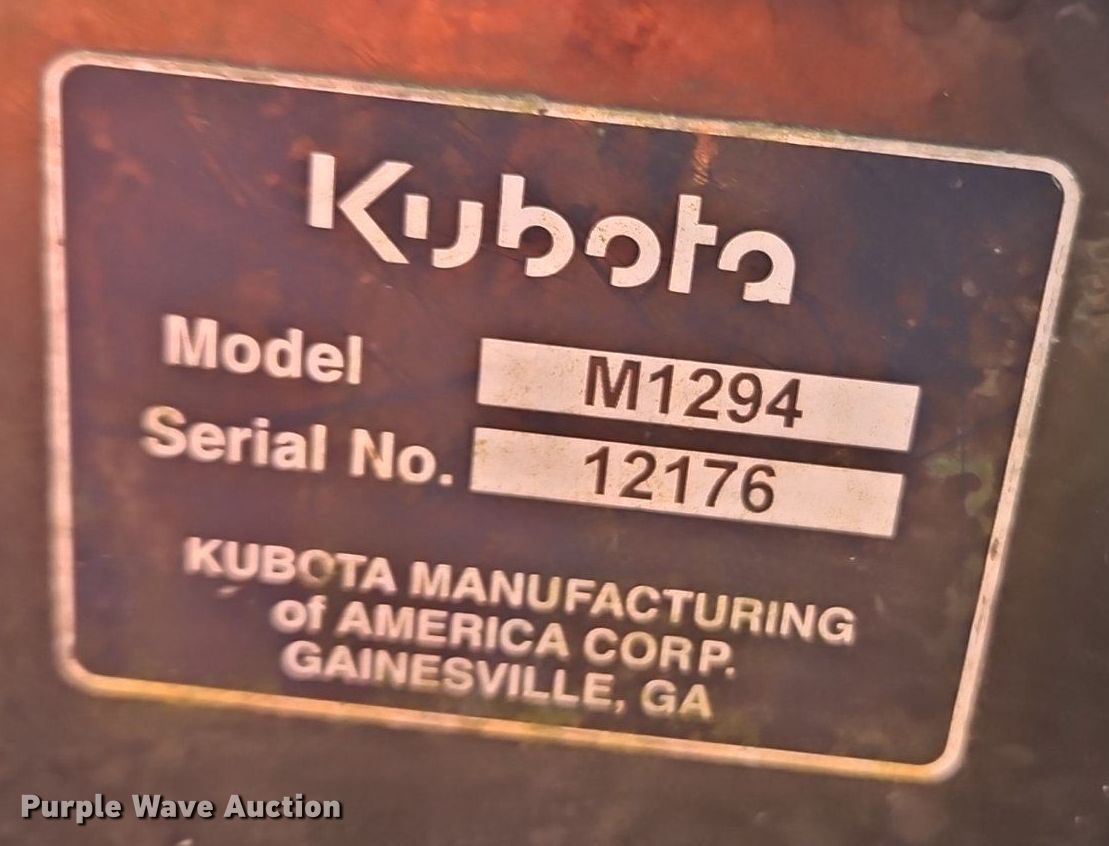 Kubota
Model M1294
Serial No. 12176
KUBOTA MANUFACTURING
of AMERICA CORP.
GAINESVILLE, GA
Purple Wave Auction